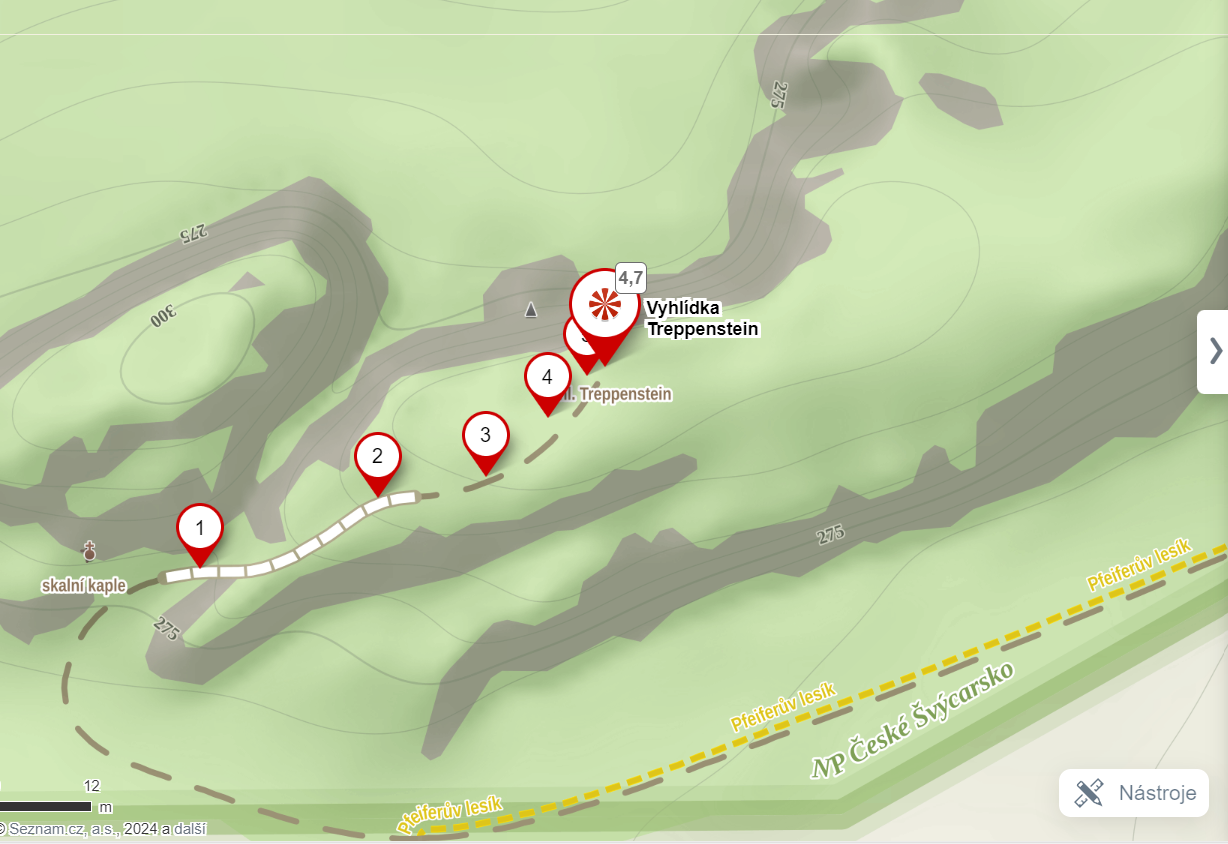 275
275
300
4,7
Vyhlídka
Treppenstein
4
Treppenstein
3
2
1
skalní kaple
275
275
Pfeiferův lesík
Pfeiferův lesík
NP České Švýcarsko
Pfeiferův lesík
12
m
© Seznam.cz, a.s., 2024 a další
Nástroje